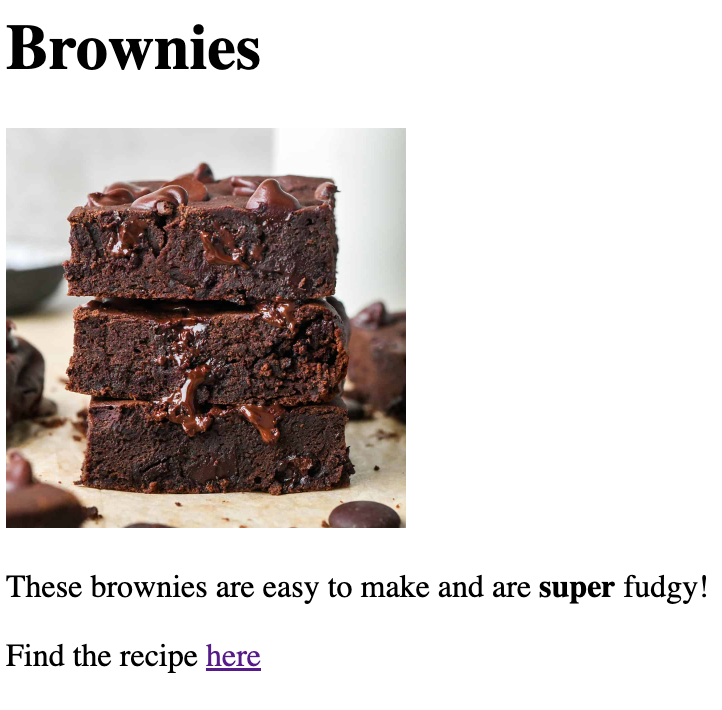 Brownies
These brownies are easy to make and are super fudgy!
Find the recipe here